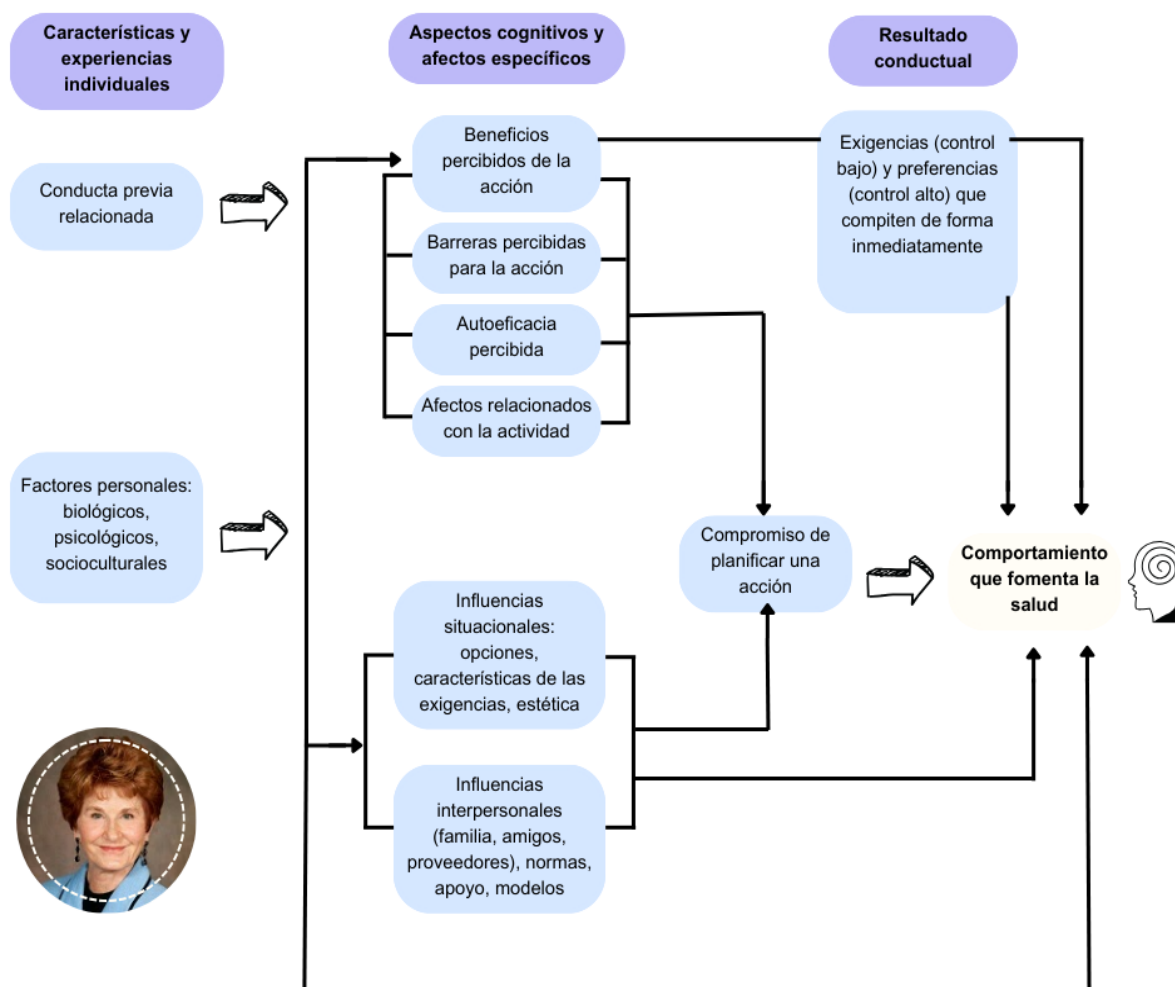 Características y
experiencias
individuales
Conducta previa
relacionada
Factores personales:
biológicos,
psicológicos,
socioculturales
Aspectos cognitivos y
afectos específicos
Beneficios
percibidos de la
acción
Barreras percibidas
para la acción
Autoeficacia
percibida
Afectos relacionados
con la actividad
Influencias
situacionales:
opciones,
características de las
exigencias, estética
Influencias
interpersonales
(familia, amigos,
proveedores), normas,
apoyo, modelos
Compromiso de
planificar una
acción
Resultado
conductual
Exigencias (control
bajo) y preferencias
(control alto) que
compiten de forma
inmediatamente
Comportamiento
que fomenta la
salud